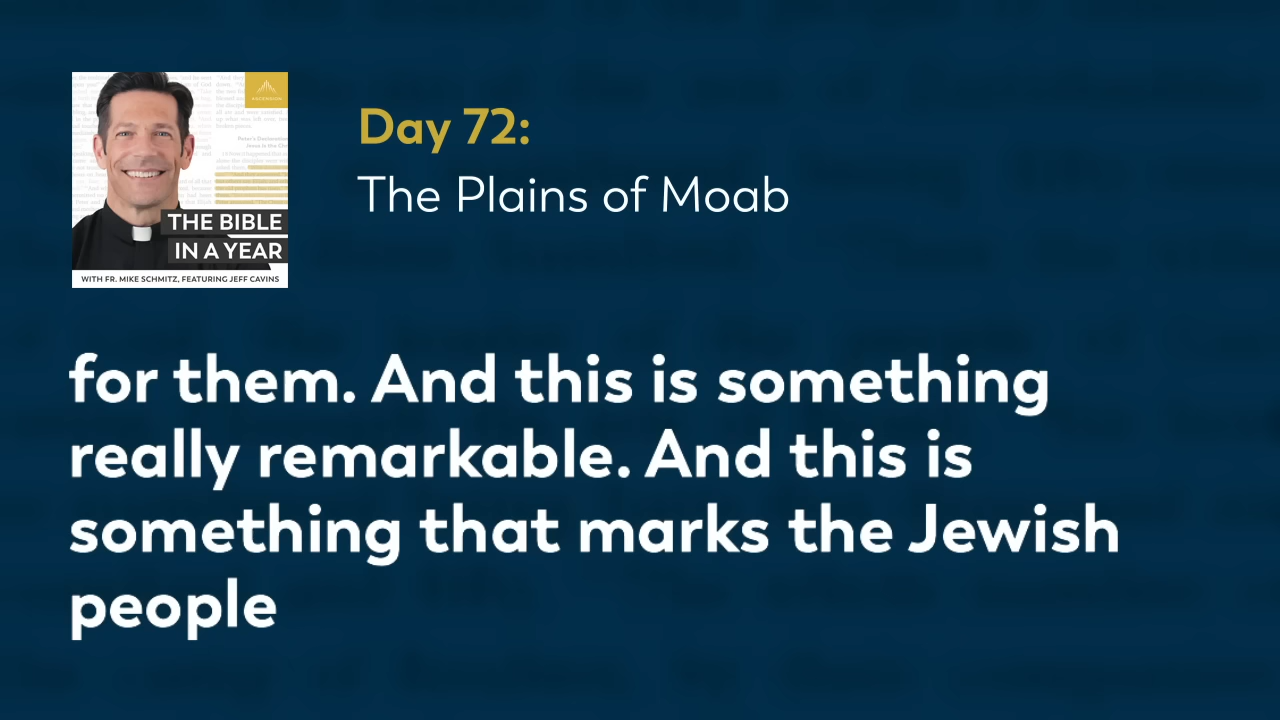 THE BIBLE
IN A YEAR
WITH FR. MIKE SCHMITZ, FEATURING JEFF CAVINS
Day 72:
The Plains of Moab
for them. And this is something
really remarkable. And this is
something that marks the Jewish
people